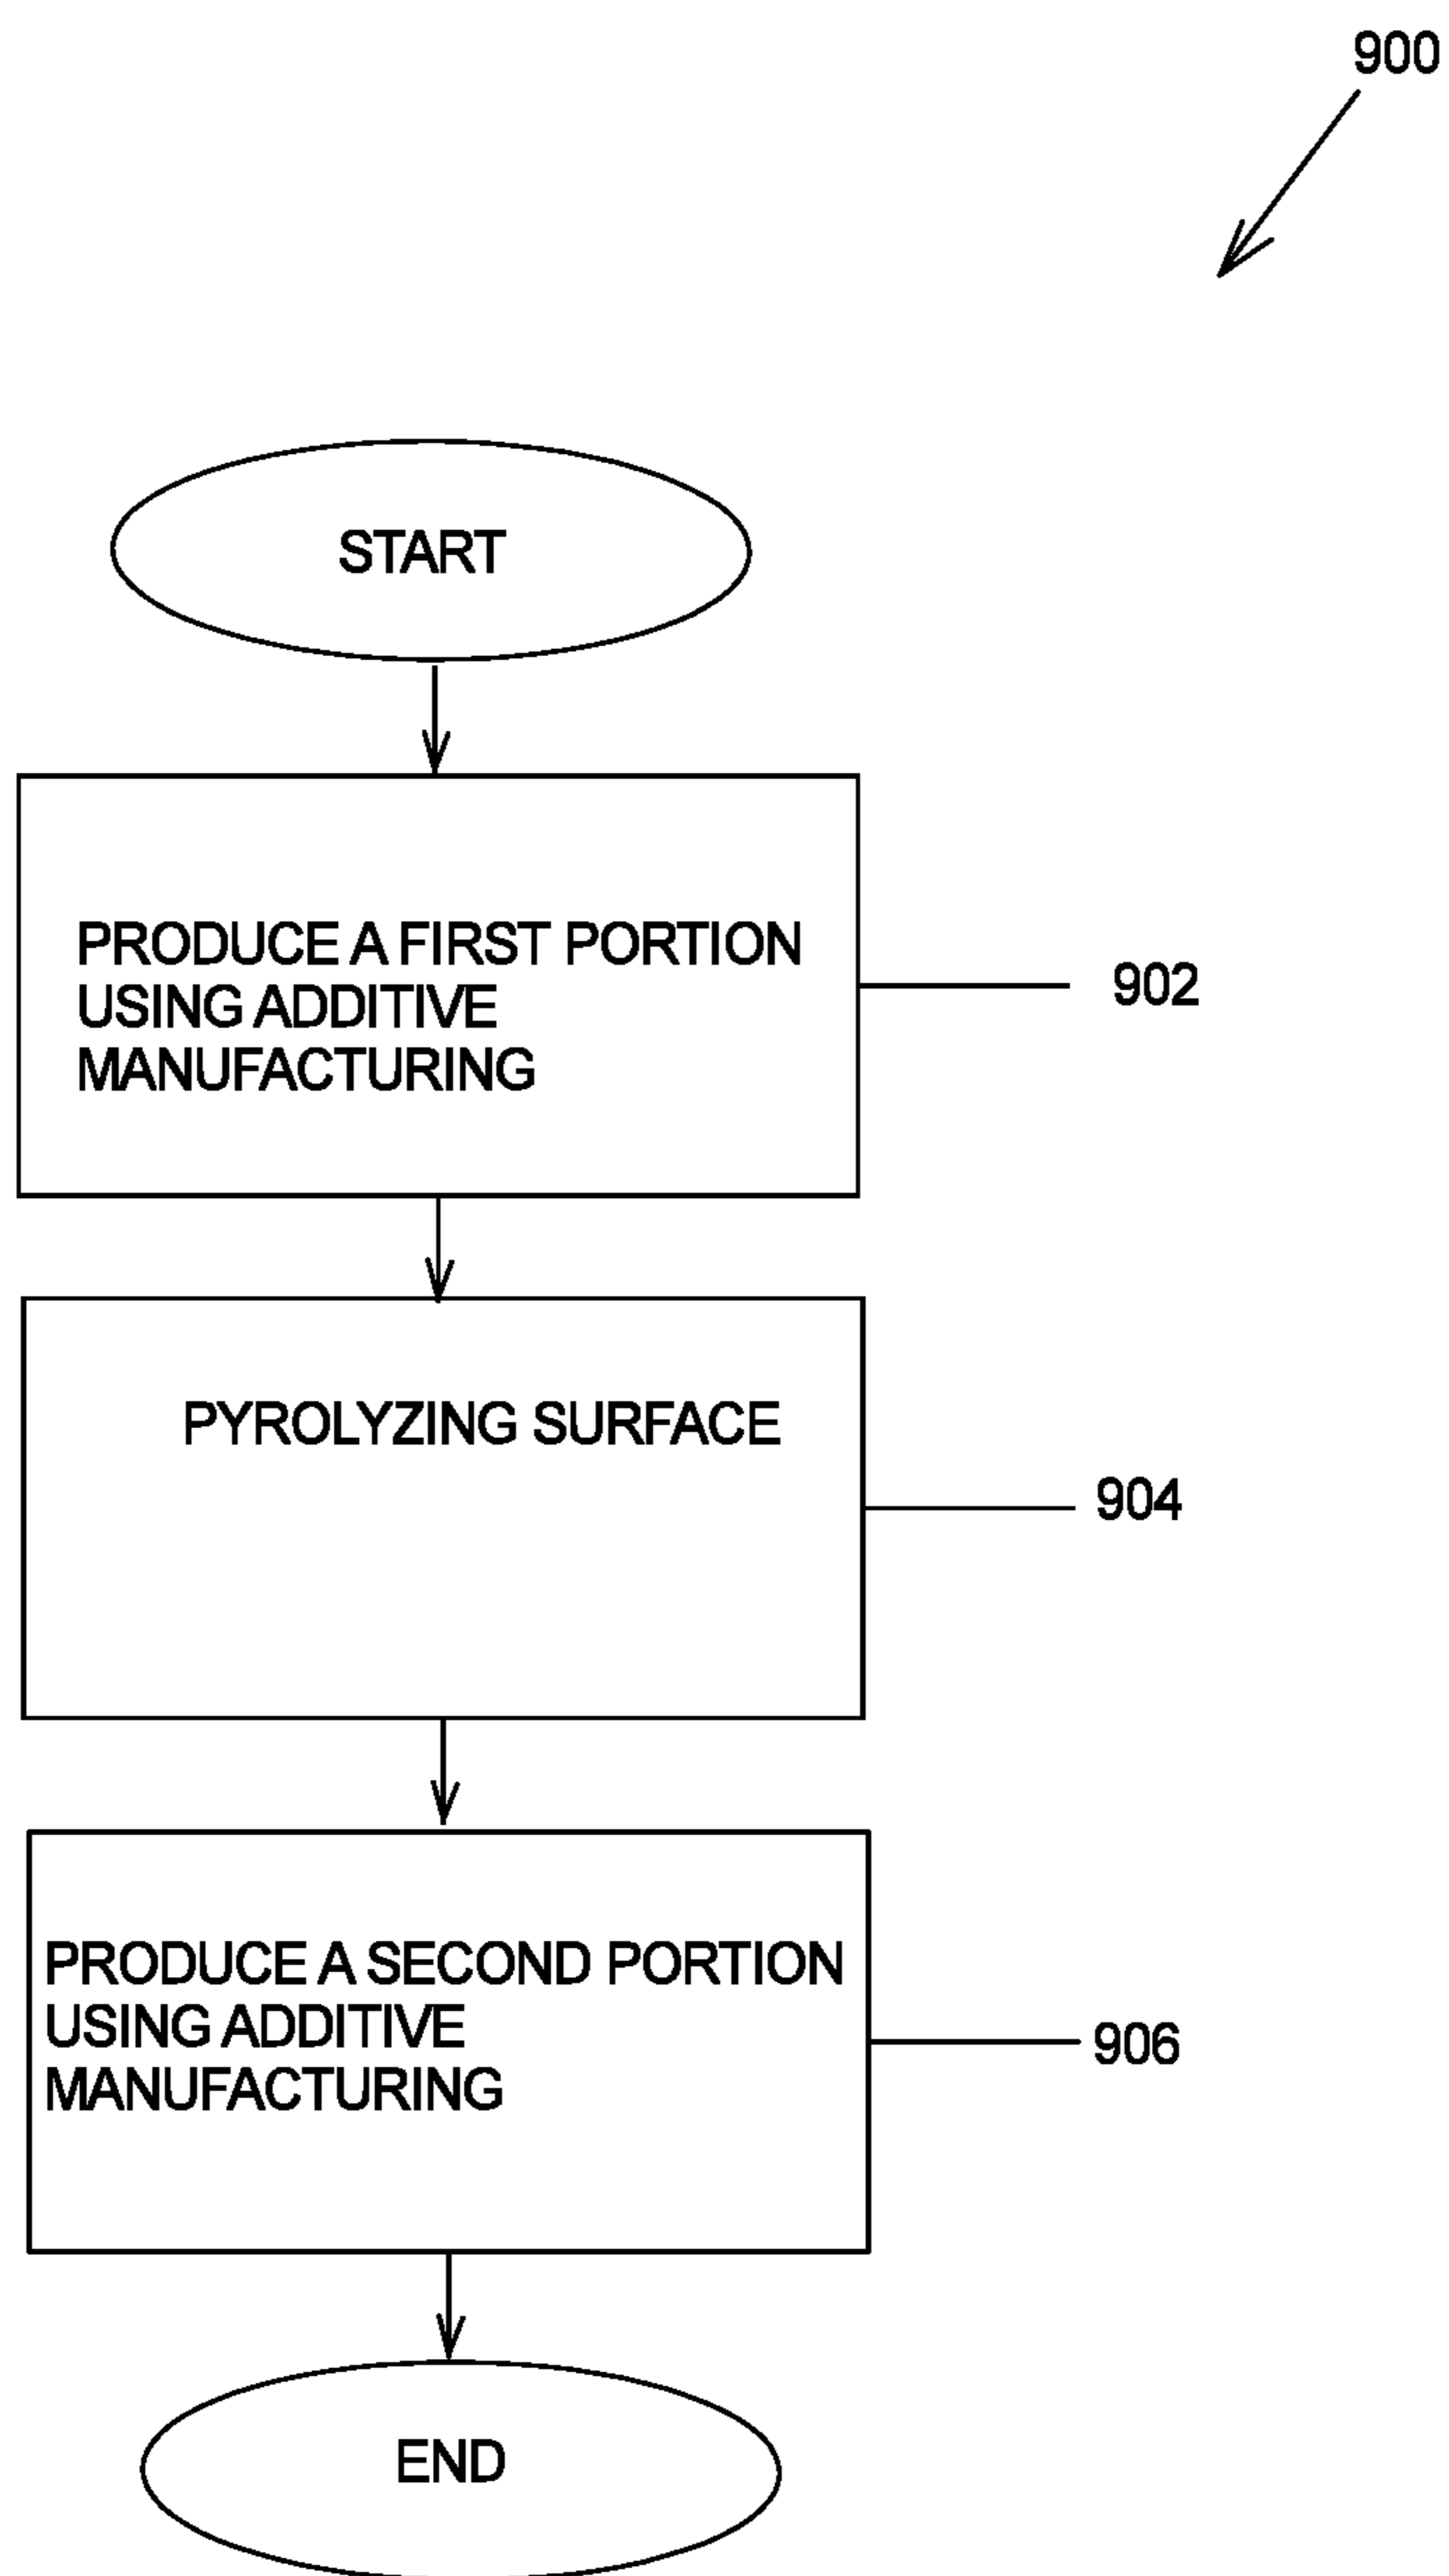 900
START
PRODUCE A FIRST PORTION
USING ADDITIVE
MANUFACTURING
902
PYROLYZING SURFACE
904
PRODUCE A SECOND PORTION
USING ADDITIVE
MANUFACTURING
906
END